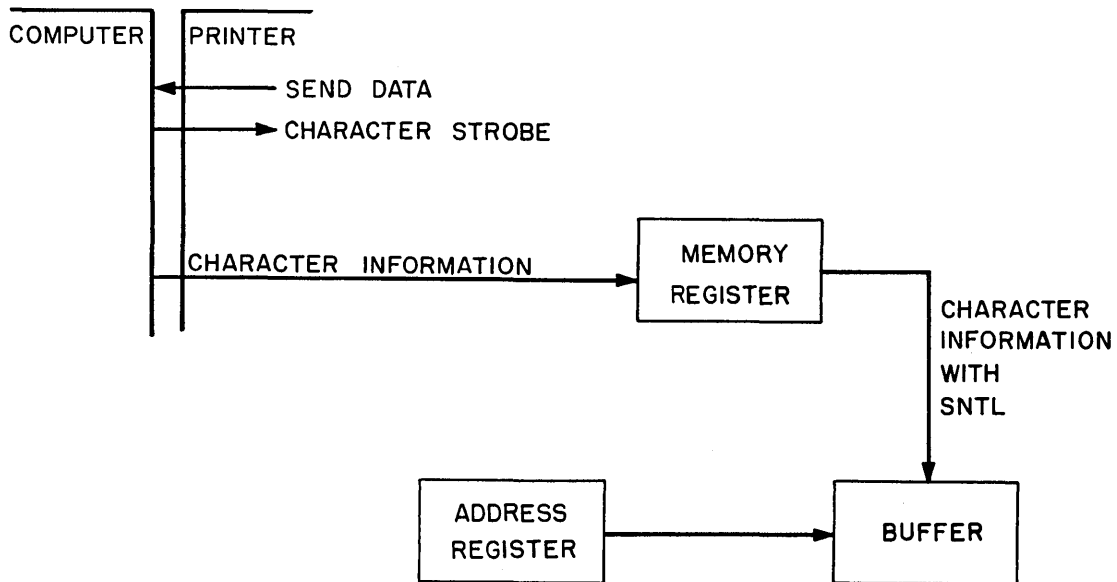 COMPUTER
PRINTER
SEND DATA
CHARACTER STROBE
CHARACTER INFORMATION
MEMORY
REGISTER
CHARACTER
INFORMATION
WITH
SNTL
ADDRESS
REGISTER
BUFFER